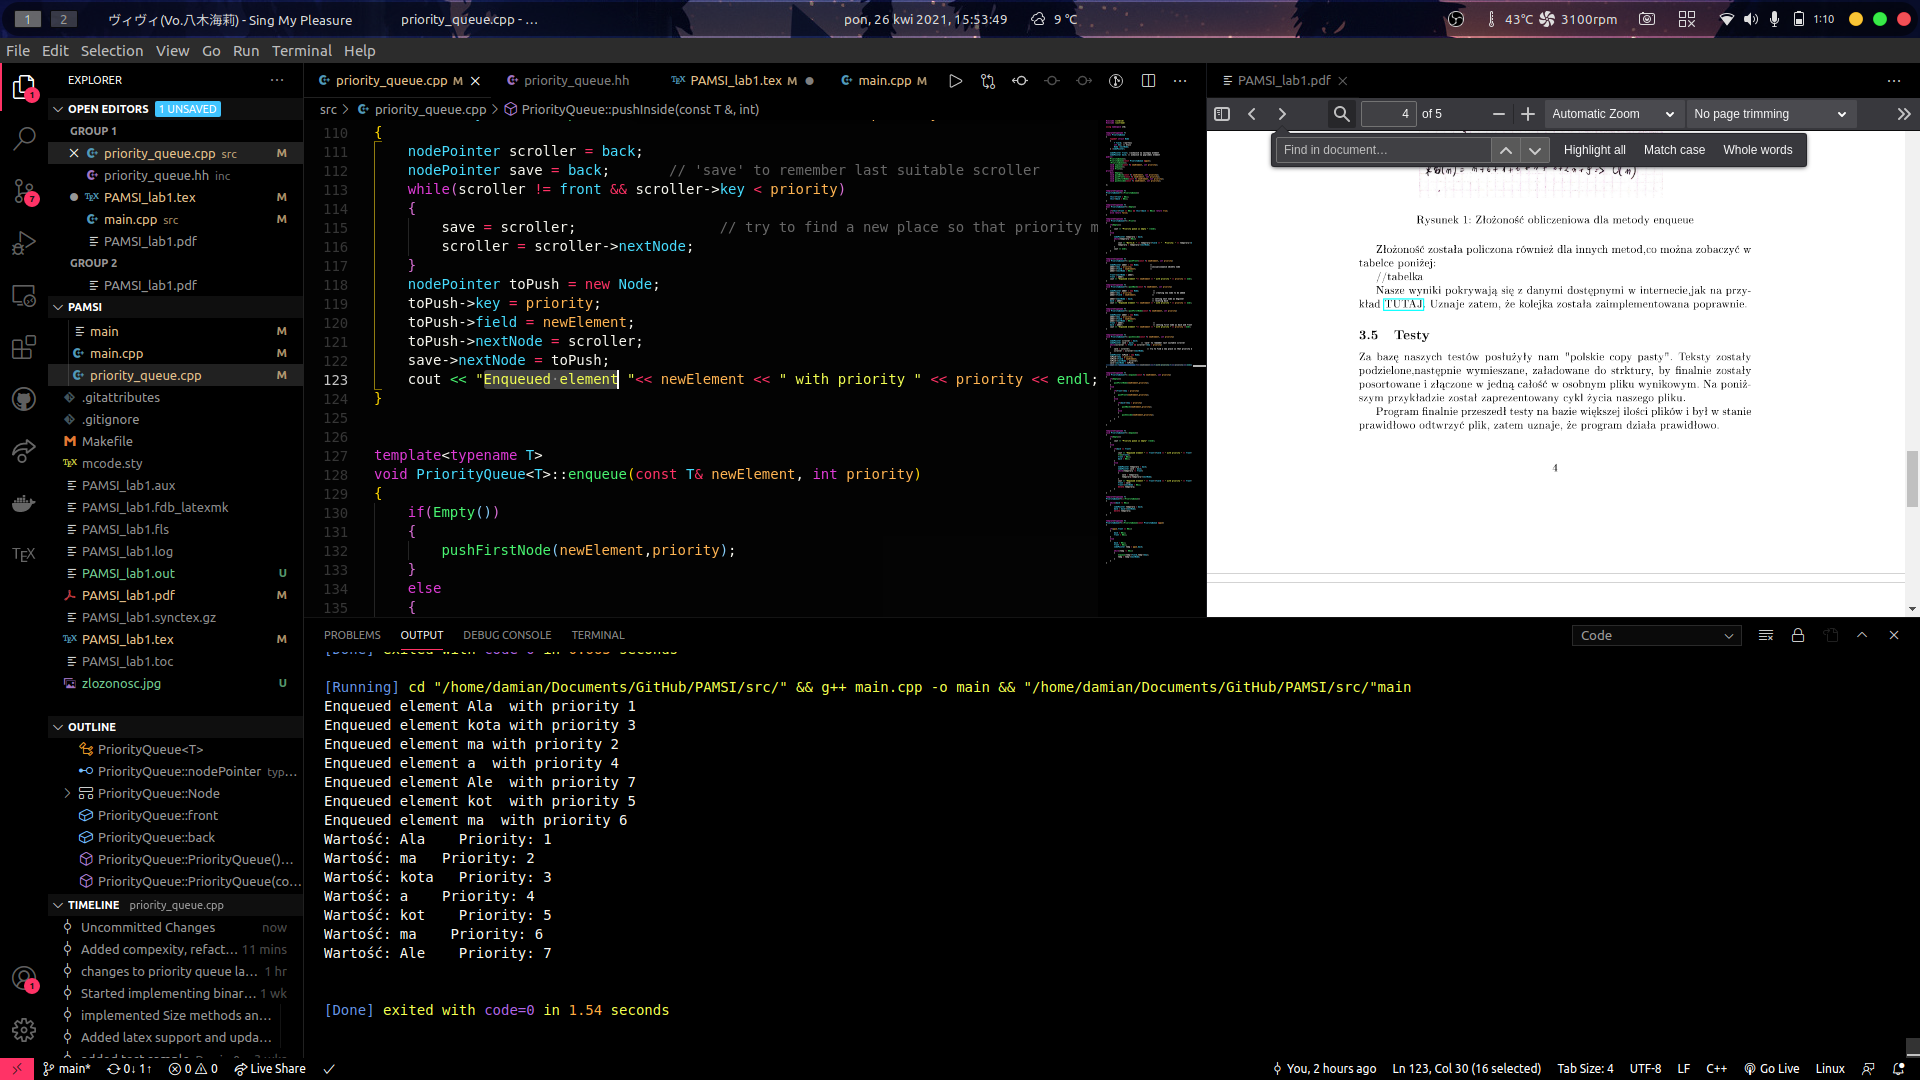 1 2 ヴィヴィ(Vo.八木海莉) - Sing My Pleasure priority_queue.cpp - ... pon, 26 kwi 2021, 15:53:49 9 °C 43°C 3100rpm 1:10
File Edit Selection View Go Run Terminal Help
EXPLORER ...
OPEN EDITORS 1 UNSAVED
GROUP 1
priority_queue.cpp src M
priority_queue.hh inc
PAMSI_lab1.tex M
main.cpp src M
PAMSI_lab1.pdf
GROUP 2
PAMSI_lab1.pdf
PAMSI
main M
main.cpp M
priority_queue.cpp M
.gitattributes
.gitignore
Makefile
mcode.sty
PAMSI_lab1.aux
PAMSI_lab1.fdb_latexmk
PAMSI_lab1.fls
PAMSI_lab1.log
PAMSI_lab1.out U
PAMSI_lab1.pdf M
PAMSI_lab1.synctex.gz
PAMSI_lab1.tex M
PAMSI_lab1.toc
zlozonosc.jpg U
OUTLINE
PriorityQueue<T>
PriorityQueue::nodePointer typ...
PriorityQueue::Node
PriorityQueue::front
PriorityQueue::back
PriorityQueue::PriorityQueue()...
PriorityQueue::PriorityQueue(co...
TIMELINE priority_queue.cpp
Uncommitted Changes now
Added compexity, refact... 11 mins
changes to priority queue la... 1 hr
Started implementing binar... 1 wk
implemented Size methods an...
Added latex support and upda...
priority_queue.cpp M priority_queue.hh PAMSI_lab1.tex M main.cpp M
src > priority_queue.cpp > PriorityQueue::pushInside(const T &, int)
110 {
111 nodePointer scroller = back;
112 nodePointer save = back; // 'save' to remember last suitable scroller
113 while(scroller != front && scroller->key < priority)
114 {
115 save = scroller; // try to find a new place so that priority m
116 scroller = scroller->nextNode;
117 }
118 nodePointer toPush = new Node;
119 toPush->key = priority;
120 toPush->field = newElement;
121 toPush->nextNode = scroller;
122 save->nextNode = toPush;
123 cout << "Enqueued element "<< newElement << " with priority " << priority << endl;
124 }
125
126
127 template<typename T>
128 void PriorityQueue<T>::enqueue(const T& newElement, int priority)
129 {
130 if(Empty())
131 {
132 pushFirstNode(newElement,priority);
133 }
134 else
135 {
PAMSI_lab1.pdf
4 of 5 Automatic Zoom No page trimming
Find in document... Highlight all Match case Whole words
Rysunek 1: Złożoność obliczeniowa dla metody enqueue
Złożoność została policzona również dla innych metod,co można zobaczyć w
tabelce poniżej:
//tabelka
Nasze wyniki pokrywają się z danymi dostępnymi w internecie,jak na przy-
kład TUTAJ. Uznaje zatem, że kolejka została zaimplementowana poprawnie.
3.5 Testy
Za bazę naszych testów posłużyły nam "polskie copy pasty". Teksty zostały
podzielone,następnie wymieszane, załadowane do strktury, by finalnie zostały
posortowane i złączone w jedną całość w osobnym pliku wynikowym. Na poniż-
szym przykładzie został zaprezentowany cykl życia naszego pliku.
Program finalnie przeszedł testy na bazie większej ilości plików i był w stanie
prawidłowo odtwrzyć plik, zatem uznaje, że program działa prawidłowo.
4
PROBLEMS OUTPUT DEBUG CONSOLE TERMINAL Code
[Done] exited with code=0 in 0.885 seconds
[Running] cd "/home/damian/Documents/GitHub/PAMSI/src/" && g++ main.cpp -o main && "/home/damian/Documents/GitHub/PAMSI/src/"main
Enqueued element Ala with priority 1
Enqueued element kota with priority 3
Enqueued element ma with priority 2
Enqueued element a with priority 4
Enqueued element Ale with priority 7
Enqueued element kot with priority 5
Enqueued element ma with priority 6
Wartość: Ala Priority: 1
Wartość: ma Priority: 2
Wartość: kota Priority: 3
Wartość: a Priority: 4
Wartość: kot Priority: 5
Wartość: ma Priority: 6
Wartość: Ale Priority: 7
[Done] exited with code=0 in 1.54 seconds
main* 0↓ 1↑ 0 0 Live Share You, 2 hours ago Ln 123, Col 30 (16 selected) Tab Size: 4 UTF-8 LF C++ Go Live Linux